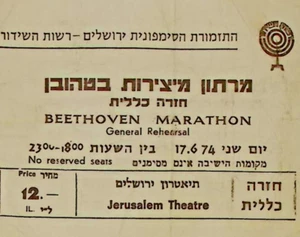 התזמורת הסימפונית ירושלים - רשות השידור
מרתון מיצירות בטהובן
חזרה כללית
BEETHOVEN MARATHON
General Rehearsal
יום שני 17.6.74 בין השעות 18:00-23:00
מקומות הישיבה אינם מסימנים No reserved seats
מחיר Price
12.—
ל"י IL.
תיאטרון ירושלים
Jerusalem Theatre
חזרה
כללית